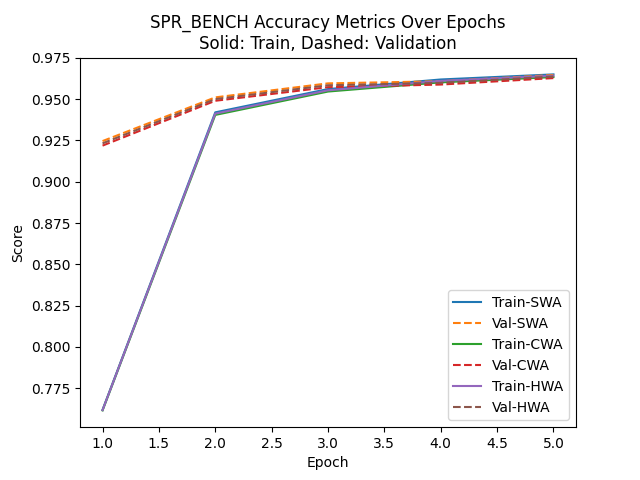 SPR_BENCH Accuracy Metrics Over Epochs
Solid: Train, Dashed: Validation
Score
0.975
0.950
0.925
0.900
0.875
0.850
0.825
0.800
0.775
Train-SWA
Val-SWA
Train-CWA
Val-CWA
Train-HWA
Val-HWA
1.0 1.5 2.0 2.5 3.0 3.5 4.0 4.5 5.0
Epoch